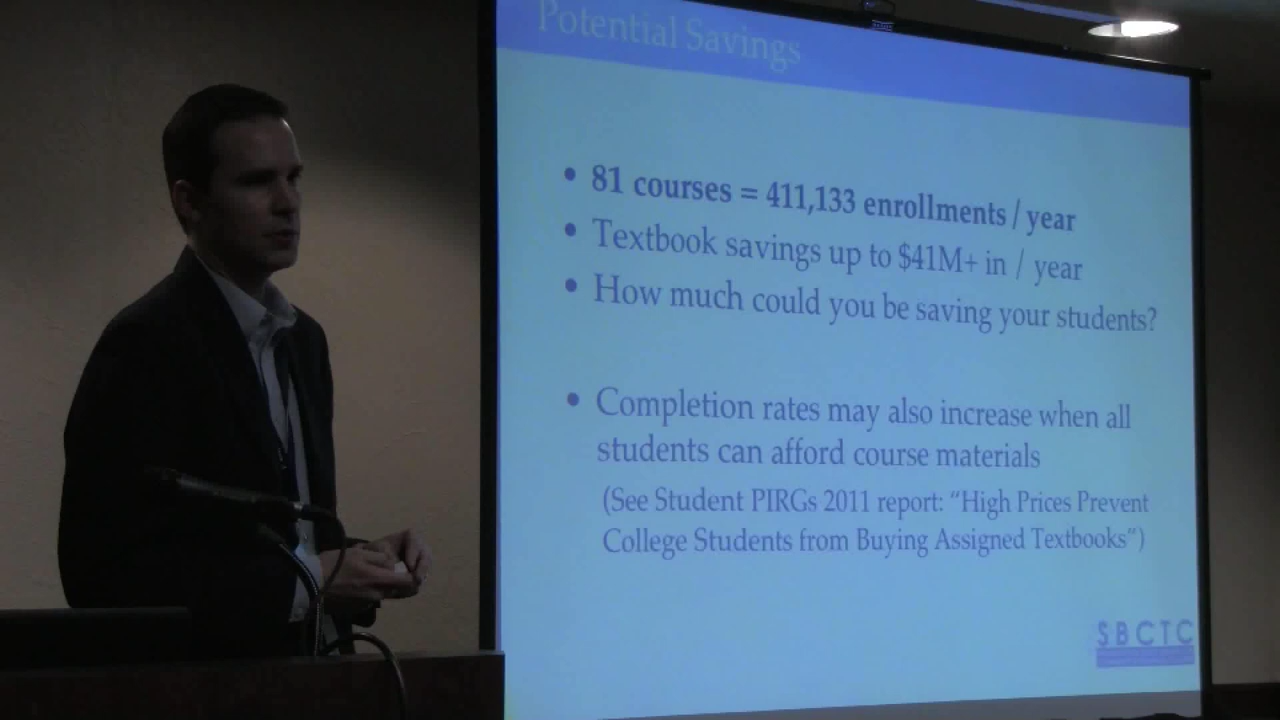 Potential Savings
• 81 courses = 411,133 enrollments / year
• Textbook savings up to $41M+ in / year
• How much could you be saving your students?
• Completion rates may also increase when all
students can afford course materials
(See Student PIRGs 2011 report: “High Prices Prevent
College Students from Buying Assigned Textbooks”)
SBCTC